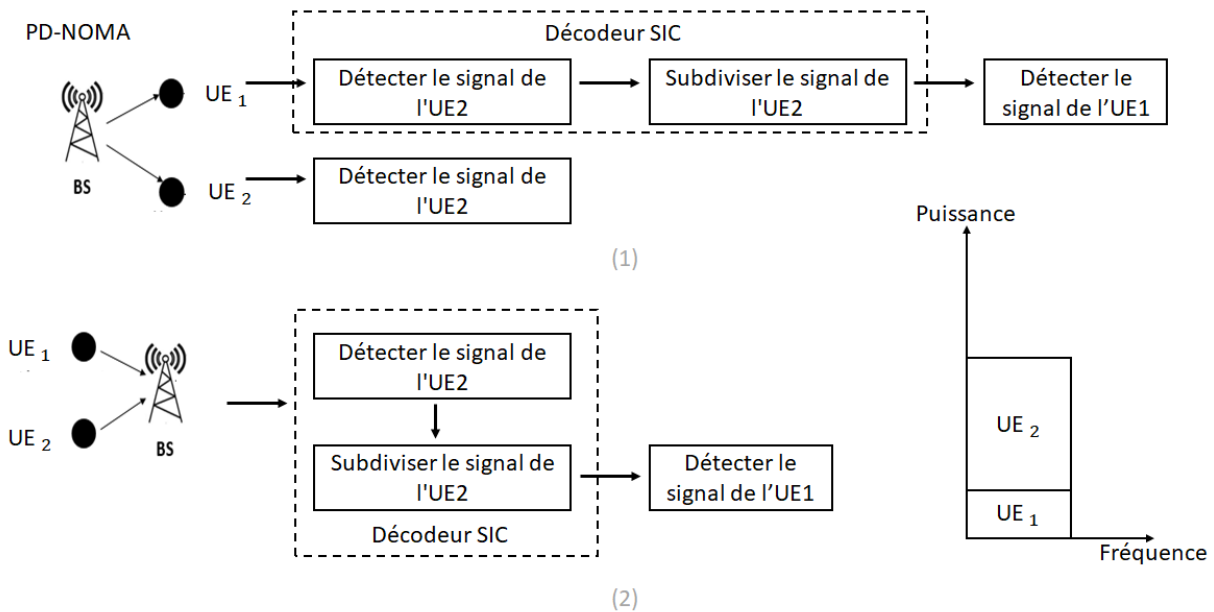 PD-NOMA
Décodeur SIC
UE 1
Détecter le signal de
l'UE2
Subdiviser le signal de
l'UE2
Détecter le
signal de l’UE1
BS
UE 2
Détecter le signal de
l'UE2
(1)
Puissance
UE 2
UE 1
Fréquence
UE 1
UE 2
BS
Détecter le signal de
l'UE2
Subdiviser le signal de
l'UE2
Décodeur SIC
Détecter le
signal de l’UE1
(2)